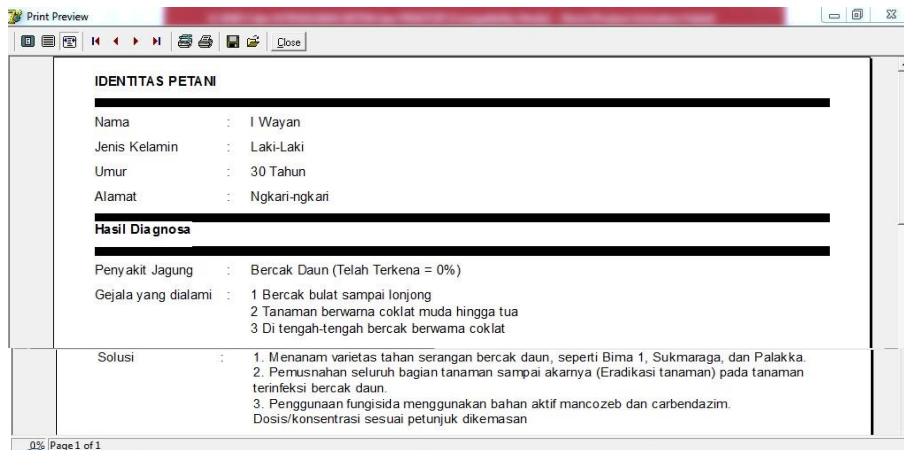 Print Preview
Close
IDENTITAS PETANI
Nama : I Wayan
Jenis Kelamin : Laki-Laki
Umur : 30 Tahun
Alamat : Ngkari-ngkari
Hasil Diagnosa
Penyakit Jagung : Bercak Daun (Telah Terkena = 0%)
Gejala yang dialami : 1 Bercak bulat sampai lonjong
2 Tanaman berwarna coklat muda hingga tua
3 Di tengah-tengah bercak berwarna coklat
Solusi : 1. Menanam varietas tahan serangan bercak daun, seperti Bima 1, Sukmaraga, dan Palakka.
2. Pemusnahan seluruh bagian tanaman sampai akarnya (Eradikasi tanaman) pada tanaman
terinfeksi bercak daun.
3. Penggunaan fungisida menggunakan bahan aktif mancozeb dan carbendazim.
Dosis/konsentrasi sesuai petunjuk dikemasan
0% Page 1 of 1